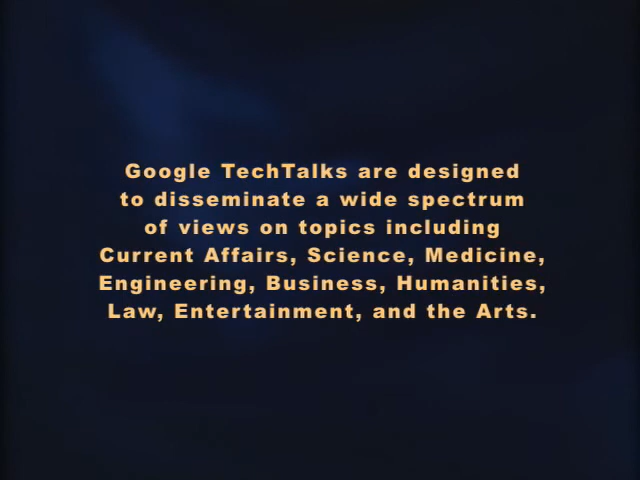 Google TechTalks are designed
to disseminate a wide spectrum
of views on topics including
Current Affairs, Science, Medicine,
Engineering, Business, Humanities,
Law, Entertainment, and the Arts.